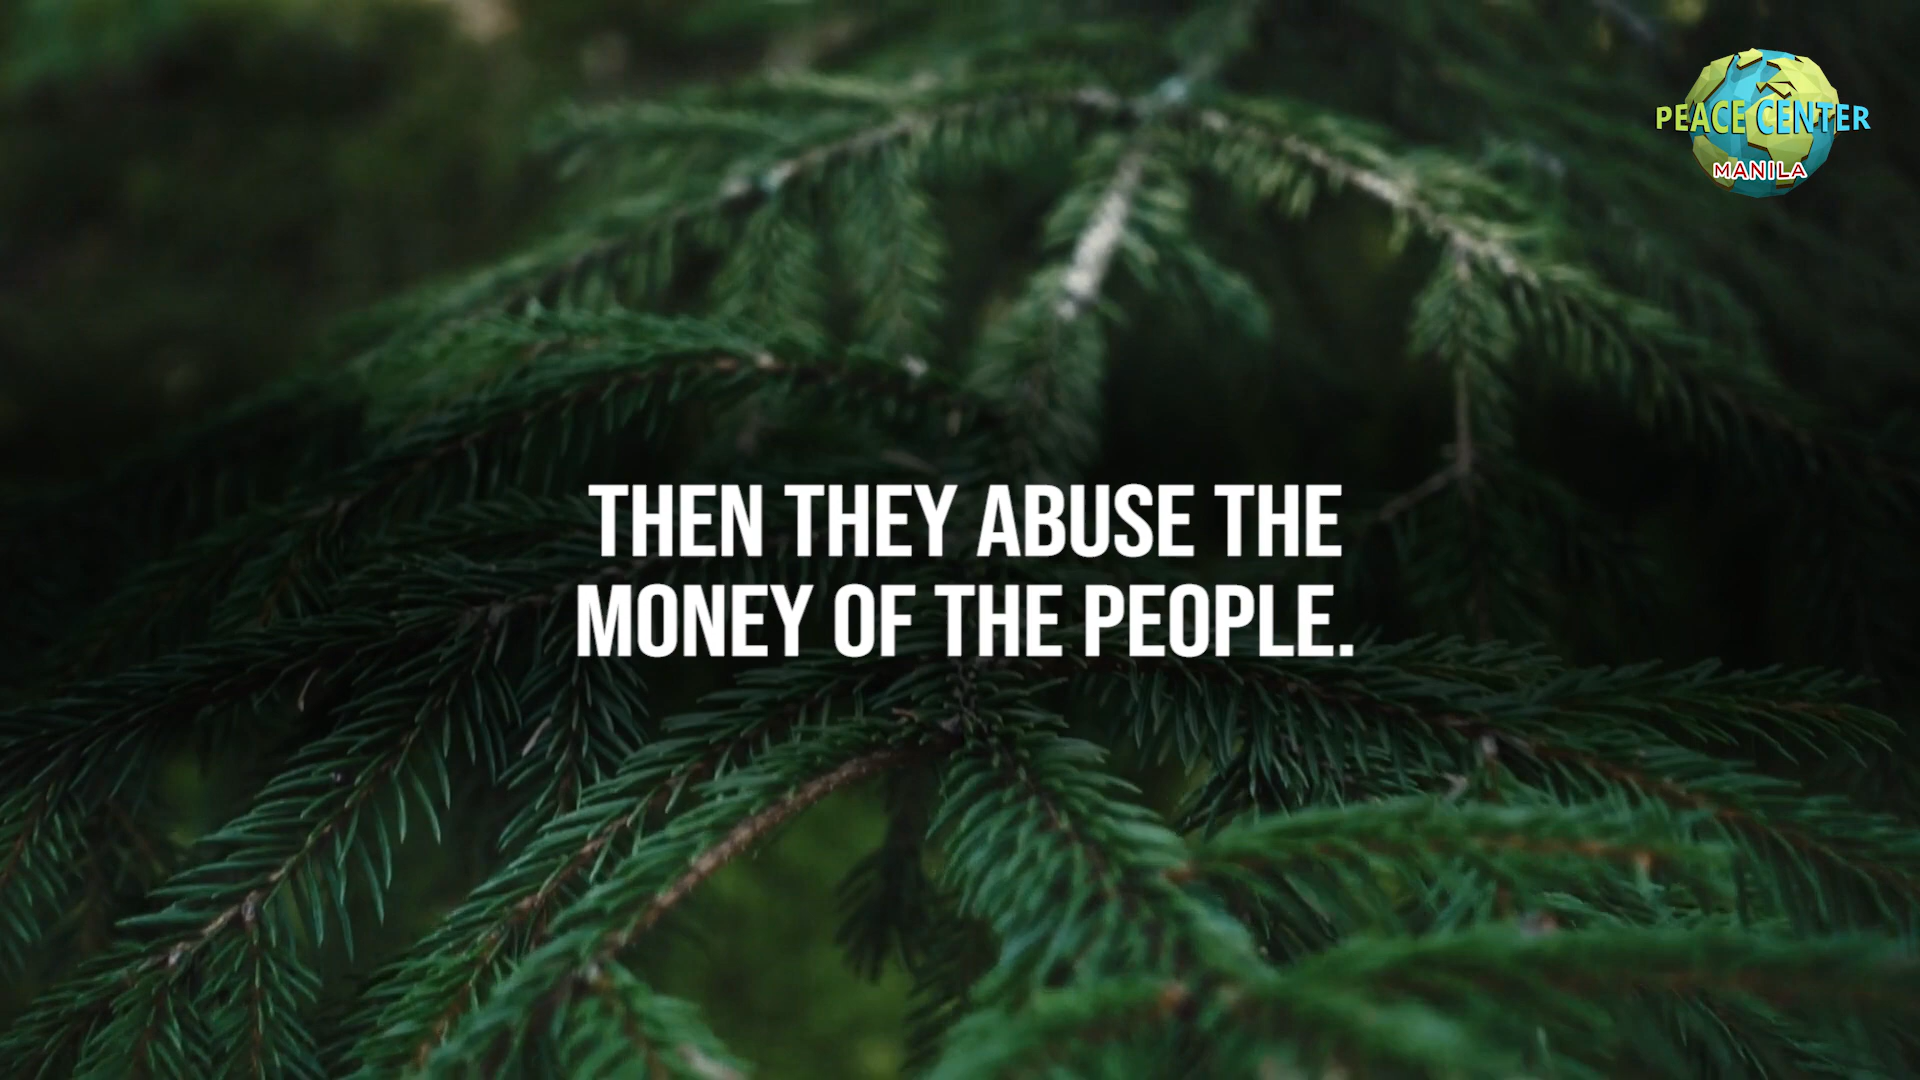 PEACE CENTER
MANILA
THEN THEY ABUSE THE
MONEY OF THE PEOPLE.